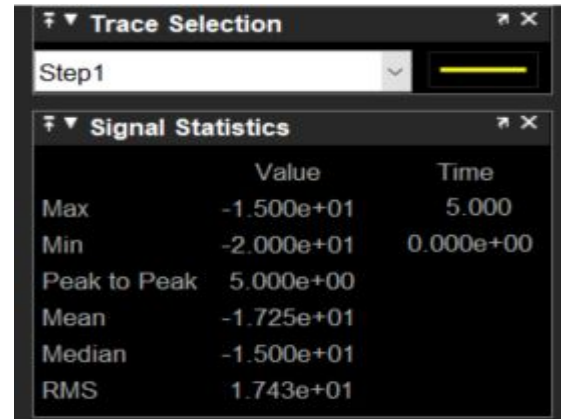 Trace Selection
Step1
Signal Statistics
Value Time
Max -1.500e+01 5.000
Min -2.000e+01 0.000e+00
Peak to Peak 5.000e+00
Mean -1.725e+01
Median -1.500e+01
RMS 1.743e+01